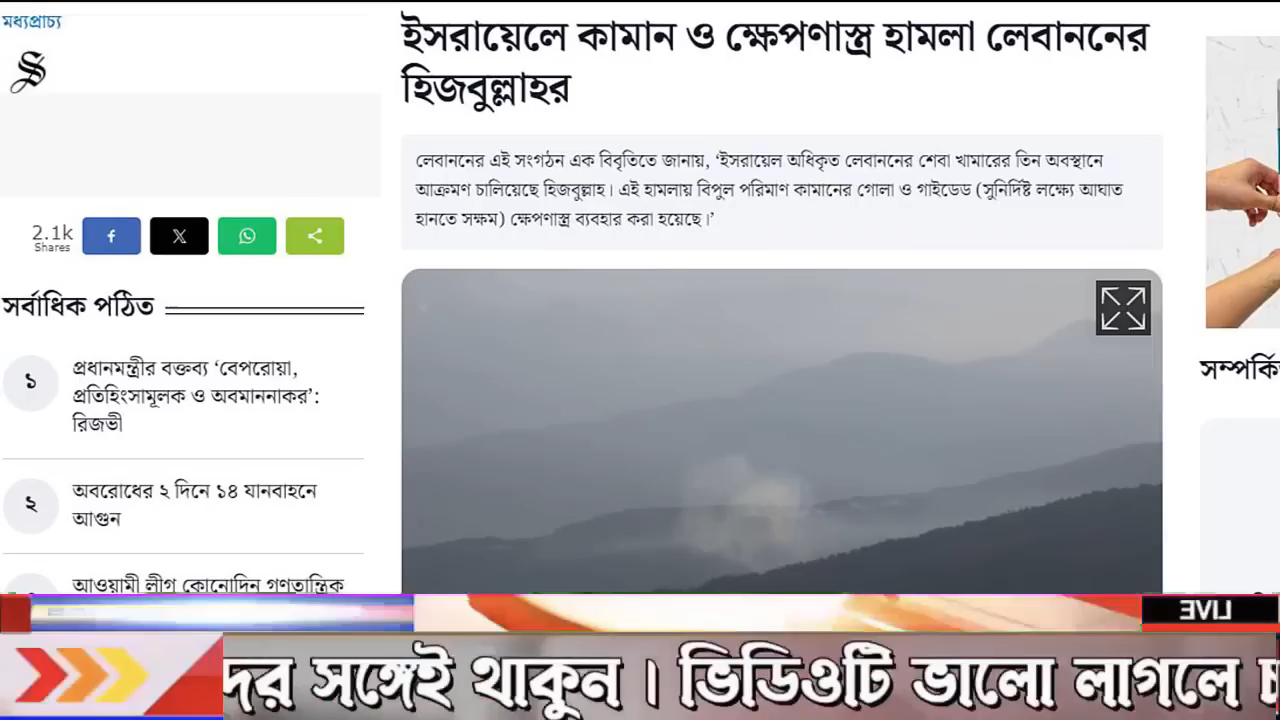 মধ্যপ্রাচ্য
ইসরায়েলে কামান ও ক্ষেপণাস্ত্র হামলা লেবাননের
হিজবুল্লাহর
লেবাননের এই সংগঠন এক বিবৃতিতে জানায়, ‘ইসরায়েল অধিকৃত লেবাননের শেবা খামারের তিন অবস্থানে
আক্রমণ চালিয়েছে হিজবুল্লাহ। এই হামলায় বিপুল পরিমাণ কামানের গোলা ও গাইডেড (সুনির্দিষ্ট লক্ষ্যে আঘাত
হানতে সক্ষম) ক্ষেপণাস্ত্র ব্যবহার করা হয়েছে।’
2.1k
Shares
সর্বাধিক পঠিত
১
প্রধানমন্ত্রীর বক্তব্য ‘বেপরোয়া,
প্রতিহিংসামূলক ও অবমাননাকর’:
রিজভী
২
অবরোধের ২ দিনে ১৪ যানবাহনে
আগুন
আওয়ামী লীগ কোনোদিন গণতান্ত্রিক
LIVE
সঙ্গেই থাকুন। ভিডিওটি ভালো লাগলে